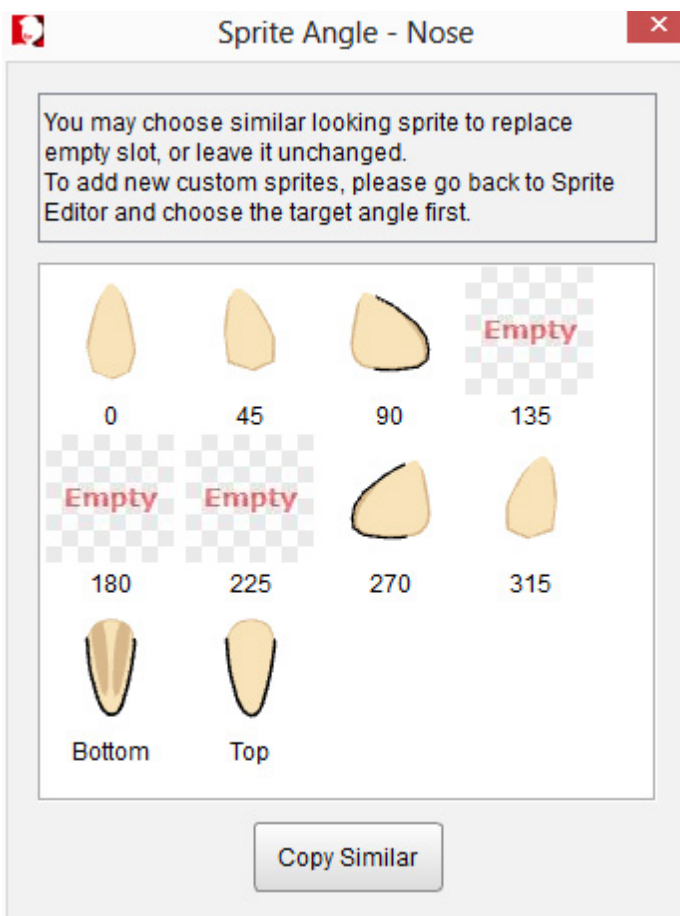 Sprite Angle - Nose
You may choose similar looking sprite to replace
empty slot, or leave it unchanged.
To add new custom sprites, please go back to Sprite
Editor and choose the target angle first.
Empty
0 45 90 135
Empty Empty
180 225 270 315
Bottom Top
Copy Similar